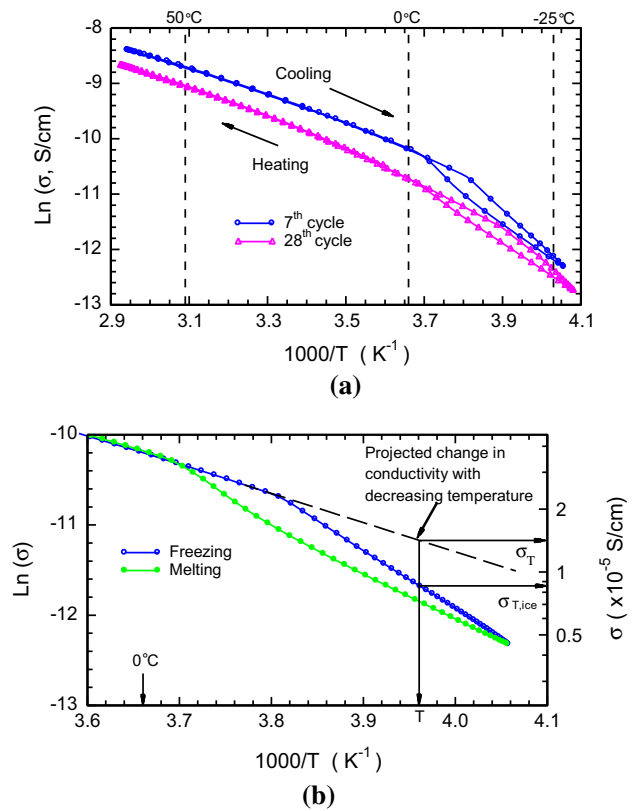 50°C 0°C -25°C
-8
-9
-10
-11
-12
-13
Ln (σ, S/cm)
Cooling
Heating
7th cycle
28th cycle
2.9 3.1 3.3 3.5 3.7 3.9 4.1
1000/T ( K-1 )
(a)
-10
-11
-12
-13
Ln (σ)
Projected change in
conductivity with
decreasing temperature
Freezing
Melting
σT
σT,ice
2
1
0.5
σ ( x10-5 S/cm)
0°C
3.6 3.7 3.8 3.9 T 4.0 4.1
1000/T ( K-1 )
(b)